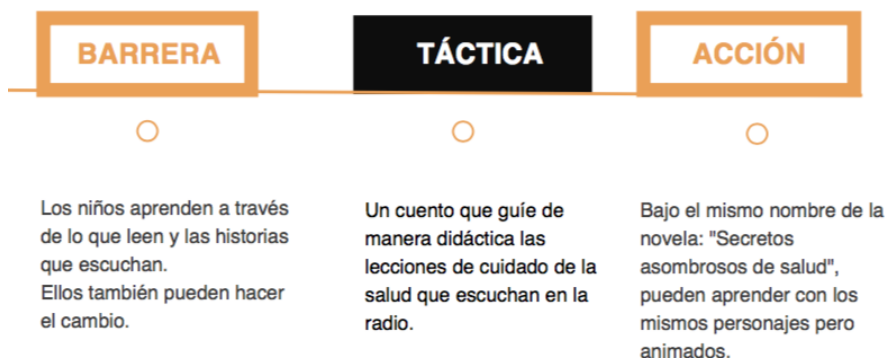 BARRERA
TÁCTICA
ACCIÓN
Los niños aprenden a través
de lo que leen y las historias
que escuchan.
Ellos también pueden hacer
el cambio.
Un cuento que guíe de
manera didáctica las
lecciones de cuidado de la
salud que escuchan en la
radio.
Bajo el mismo nombre de la
novela: "Secretos
asombrosos de salud",
pueden aprender con los
mismos personajes pero
animados.